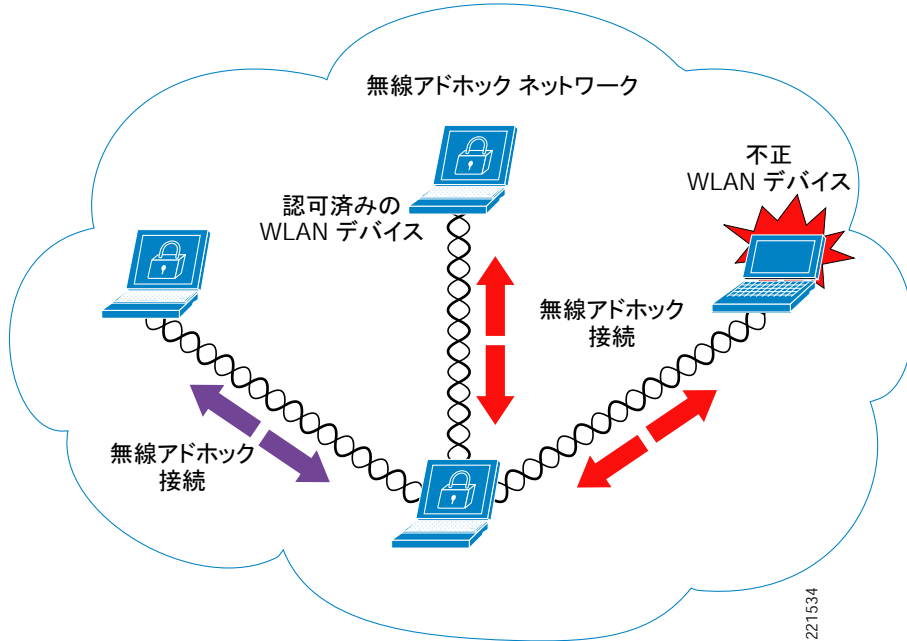 無線アドホック ネットワーク
不正
WLAN デバイス
認可済みの
WLAN デバイス
無線アドホック
接続
無線アドホック
接続
221534